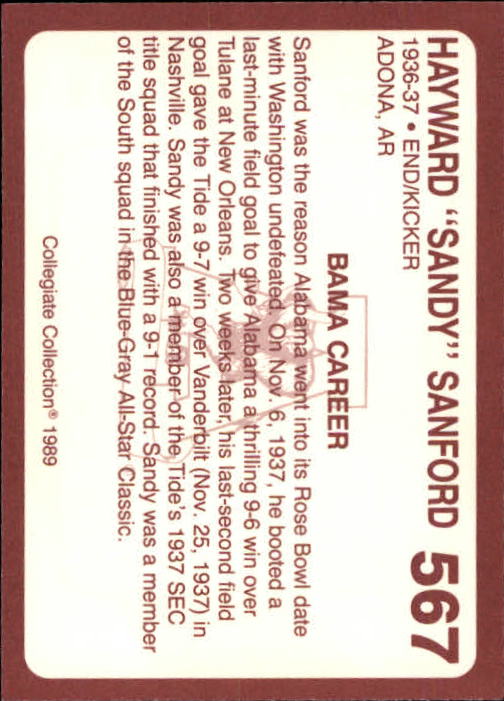 HAYWARD "SANDY" SANFORD 567
1936-37 • END/KICKER
ADONA, AR
BAMA CAREER
Sanford was the reason Alabama went into its Rose Bowl date
with Washington undefeated. On Nov. 6, 1937, he booted a
last-minute field goal to give Alabama a thrilling 9-6 win over
Tulane at New Orleans. Two weeks later, his last-second field
goal gave the Tide a 9-7 win over Vanderbilt (Nov. 25, 1937) in
Nashville. Sandy was also a member of the Tide's 1937 SEC
title squad that finished with a 9-1 record. Sandy was a member
of the South squad in the Blue-Gray All-Star Classic.
Collegiate Collection® 1989